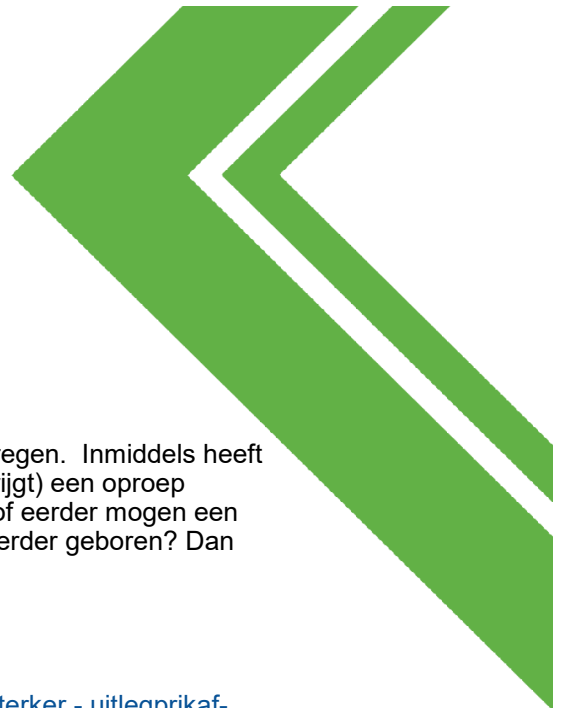 regen. Inmiddels heeft
ijgt) een oproep
of eerder mogen een
erder geboren? Dan
terker - uitlegprikaf-